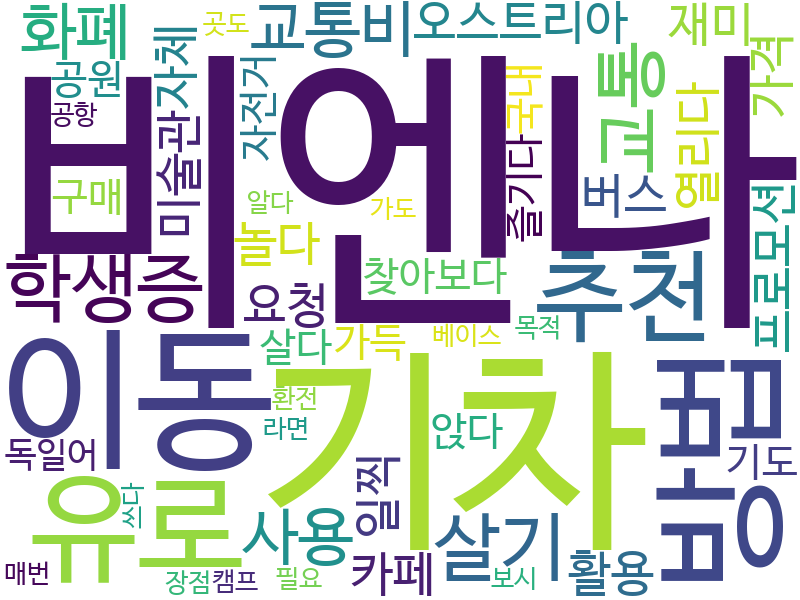 화폐
곳도
교통비
오스트리아
재미
공원
자체
자전거
국내
교통
가격
공항
비엔나
미술관
구매
알다
가도
즐기다
버스
열리다
놀다
프로모션
학생증
요청
찾아보다
추천
이동
살다
가득
베이스
목적
기차
방법
환전
라면
앉다
독일어
기도
유로
쓰다
사용
일찍
살기
매번
장점
캠프
필요
카페
보시
활용